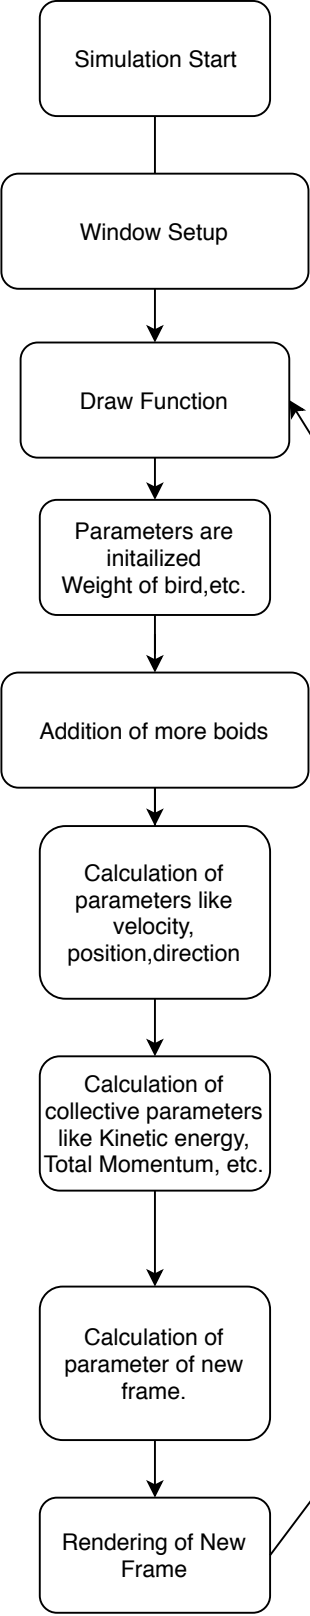 Simulation Start
Window Setup
Draw Function
Parameters are
initailized
Weight of bird,etc.
Addition of more boids
Calculation of
parameters like
velocity,
position,direction
Calculation of
collective parameters
like Kinetic energy,
Total Momentum, etc.
Calculation of
parameter of new
frame.
Rendering of New
Frame